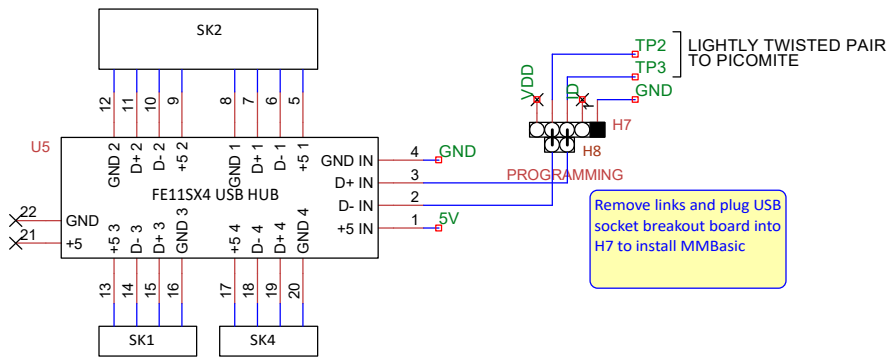 SK2
TP2
TP3
LIGHTLY TWISTED PAIR
TO PICOMITE
VDD
ID
GND
12
11
10
9
8
7
6
5
H7
H8
PROGRAMMING
U5
GND 2
D+ 2
D- 2
+5 2
GND 1
D+ 1
D- 1
+5 1
GND IN
4
GND
D+ IN
3
D- IN
2
+5 IN
1
5V
FE11SX4 USB HUB
22
GND
21
+5
+5 3
D- 3
D+ 3
GND 3
+5 4
D- 4
D+ 4
GND 4
Remove links and plug USB
socket breakout board into
H7 to install MMBasic
13
14
15
16
17
18
19
20
SK1
SK4